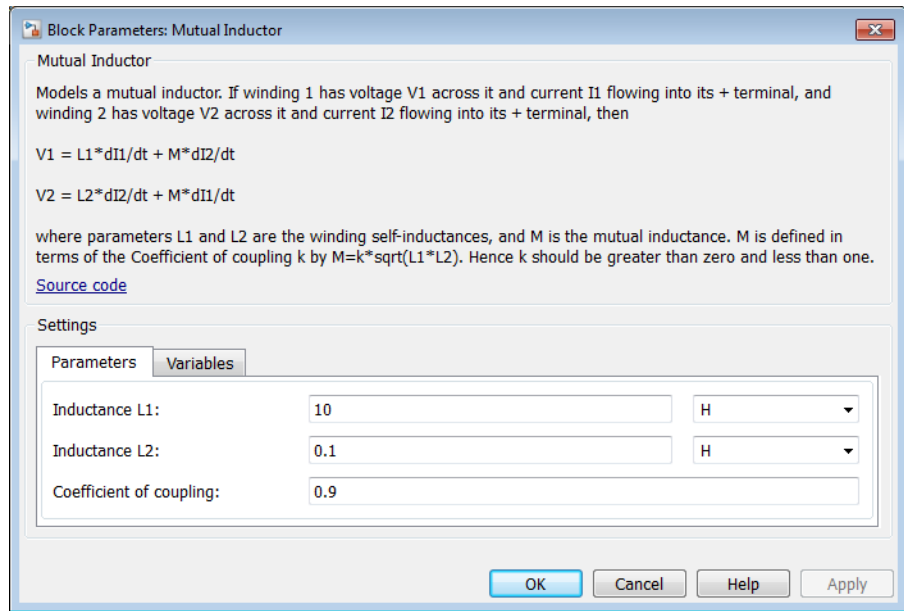 Block Parameters: Mutual Inductor
Mutual Inductor
Models a mutual inductor. If winding 1 has voltage V1 across it and current I1 flowing into its + terminal, and
winding 2 has voltage V2 across it and current I2 flowing into its + terminal, then
V1 = L1*dI1/dt + M*dI2/dt
V2 = L2*dI2/dt + M*dI1/dt
where parameters L1 and L2 are the winding self-inductances, and M is the mutual inductance. M is defined in
terms of the Coefficient of coupling k by M=k*sqrt(L1*L2). Hence k should be greater than zero and less than one.
Source code
Settings
Parameters Variables
Inductance L1: 10 H
Inductance L2: 0.1 H
Coefficient of coupling: 0.9
OK Cancel Help Apply